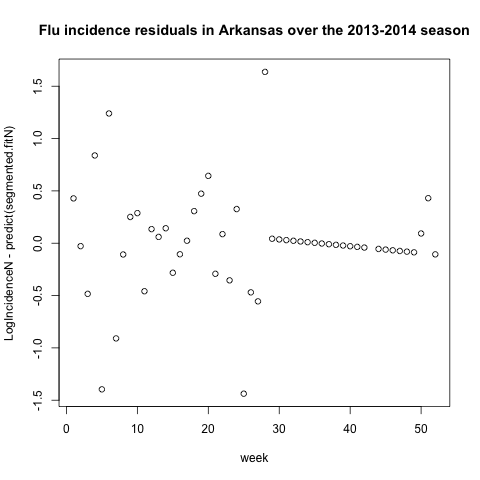 Flu incidence residuals in Arkansas over the 2013-2014 season
LogIncidenceN - predict(segmented.fitN)
1.5
1.0
0.5
0.0
-0.5
-1.0
-1.5
0 10 20 30 40 50
week